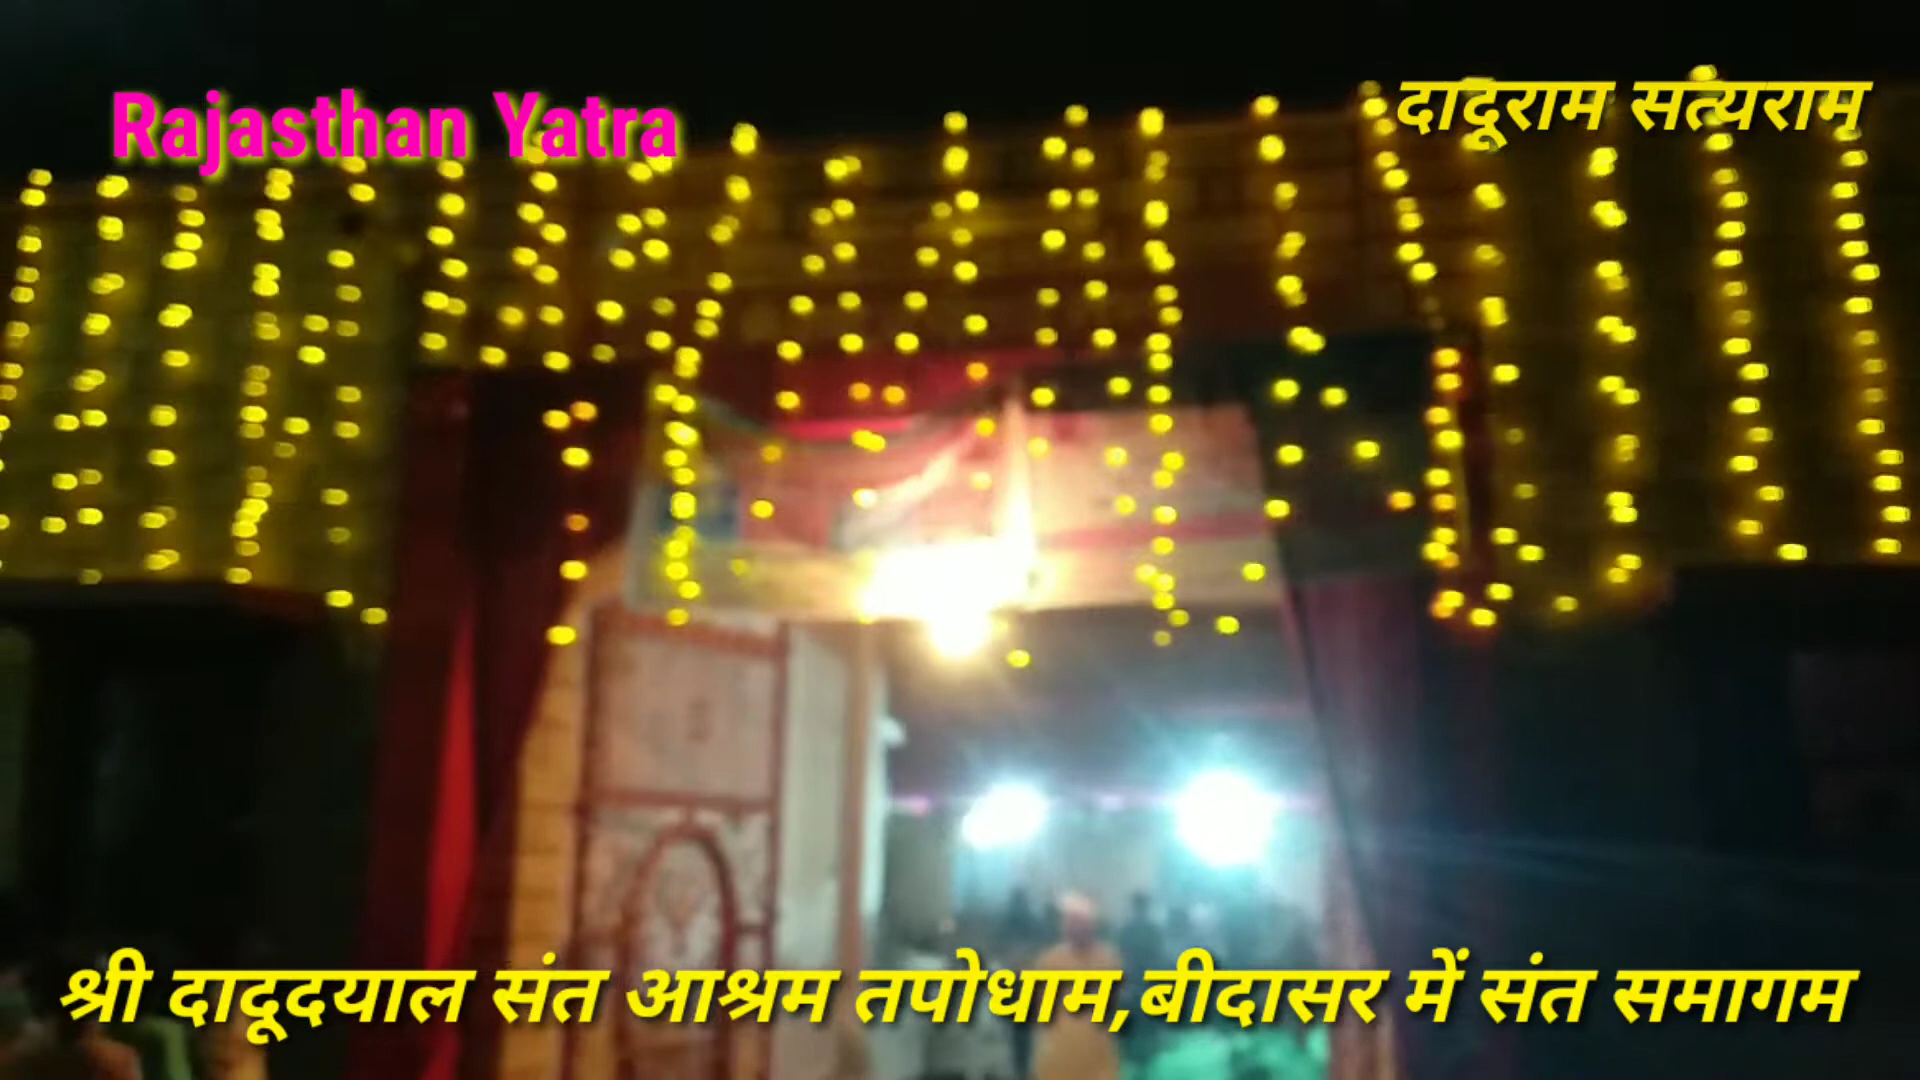 Rajasthan Yatra
दादूराम सत्यराम
श्री दादूदयाल संत आश्रम तपोधाम,बीदासर में संत समागम